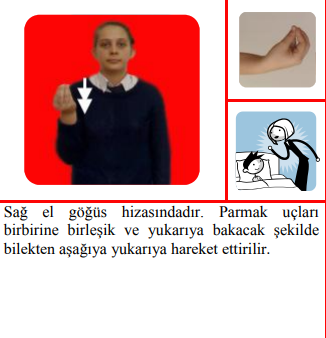 Sağ el göğüs hizasındadır. Parmak uçları
birbirine birleşik ve yukarıya bakacak şekilde
bilekten aşağıya yukarıya hareket ettirilir.